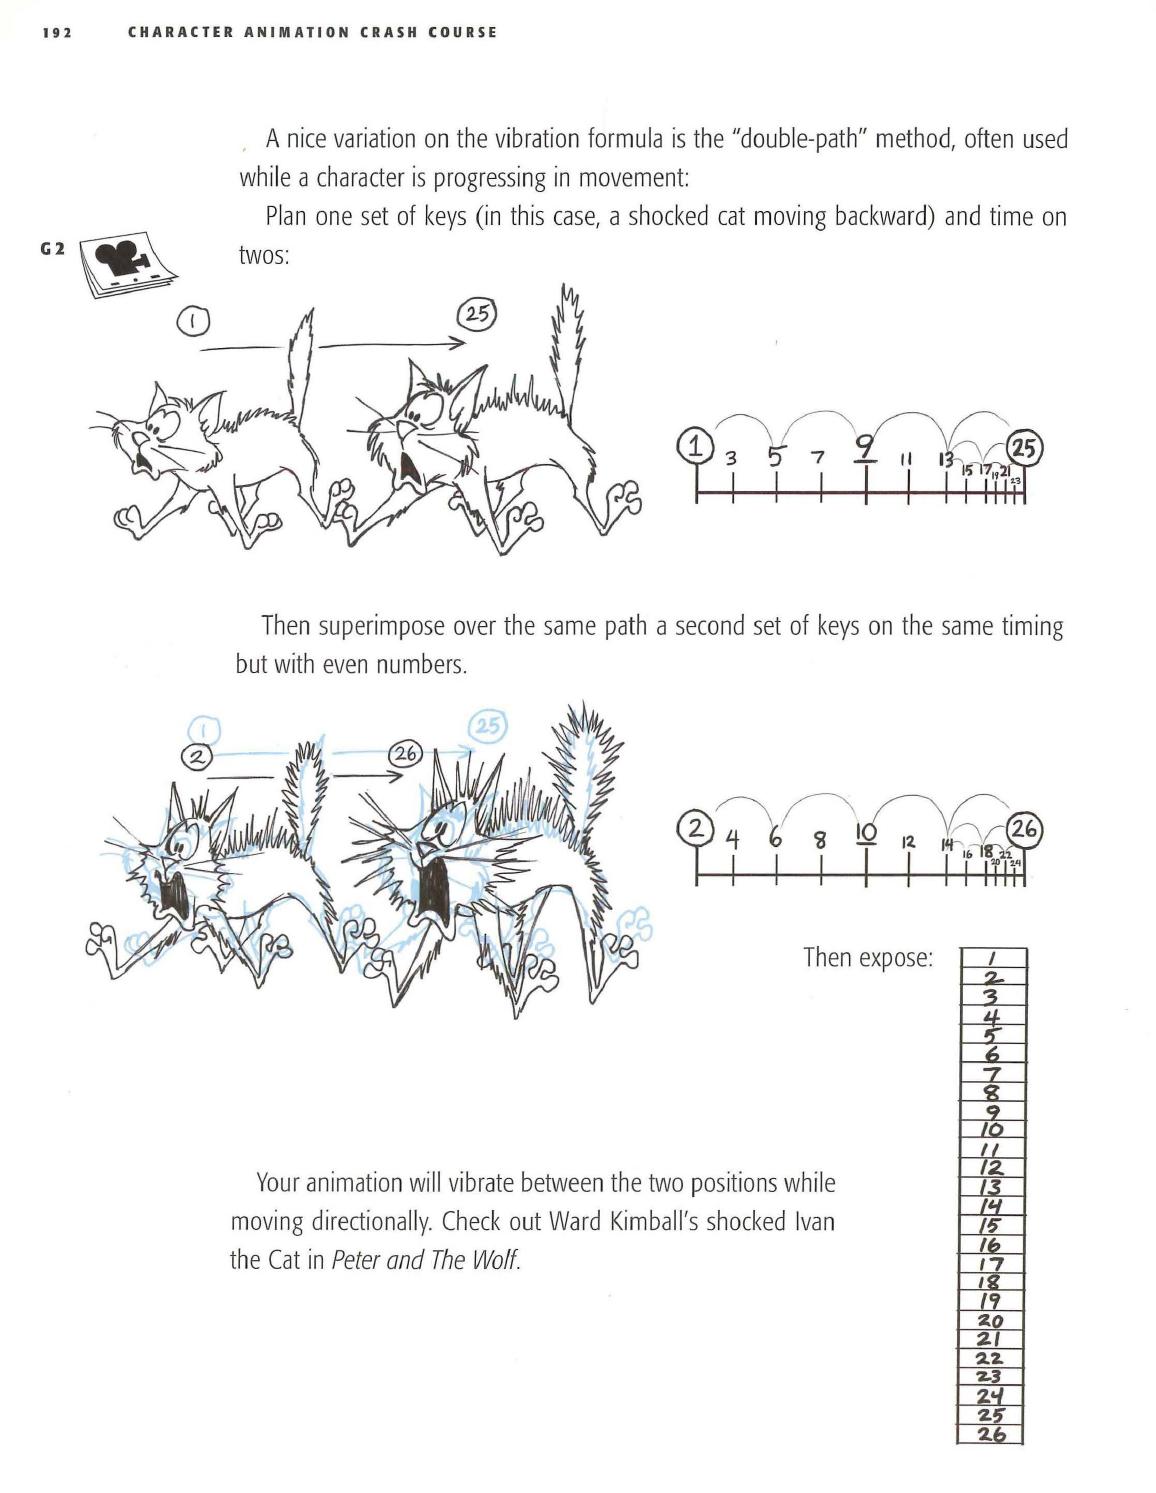 192 CHARACTER ANIMATION CRASH COURSE
A nice variation on the vibration formula is the “double-path” method, often used
while a character is progressing in movement:
Plan one set of keys (in this case, a shocked cat moving backward) and time on
G2
twos:
1 25
1 3 5 7 9 11 13 15 17 19 21 23 25
Then superimpose over the same path a second set of keys on the same timing
but with even numbers.
1 25
2 26
2 4 6 8 10 12 14 16 18 20 22 24 26
Then expose:
1
2
3
4
5
6
7
8
9
10
11
12
13
14
15
16
17
18
19
20
21
22
23
24
25
26
Your animation will vibrate between the two positions while
moving directionally. Check out Ward Kimball’s shocked Ivan
the Cat in Peter and The Wolf.